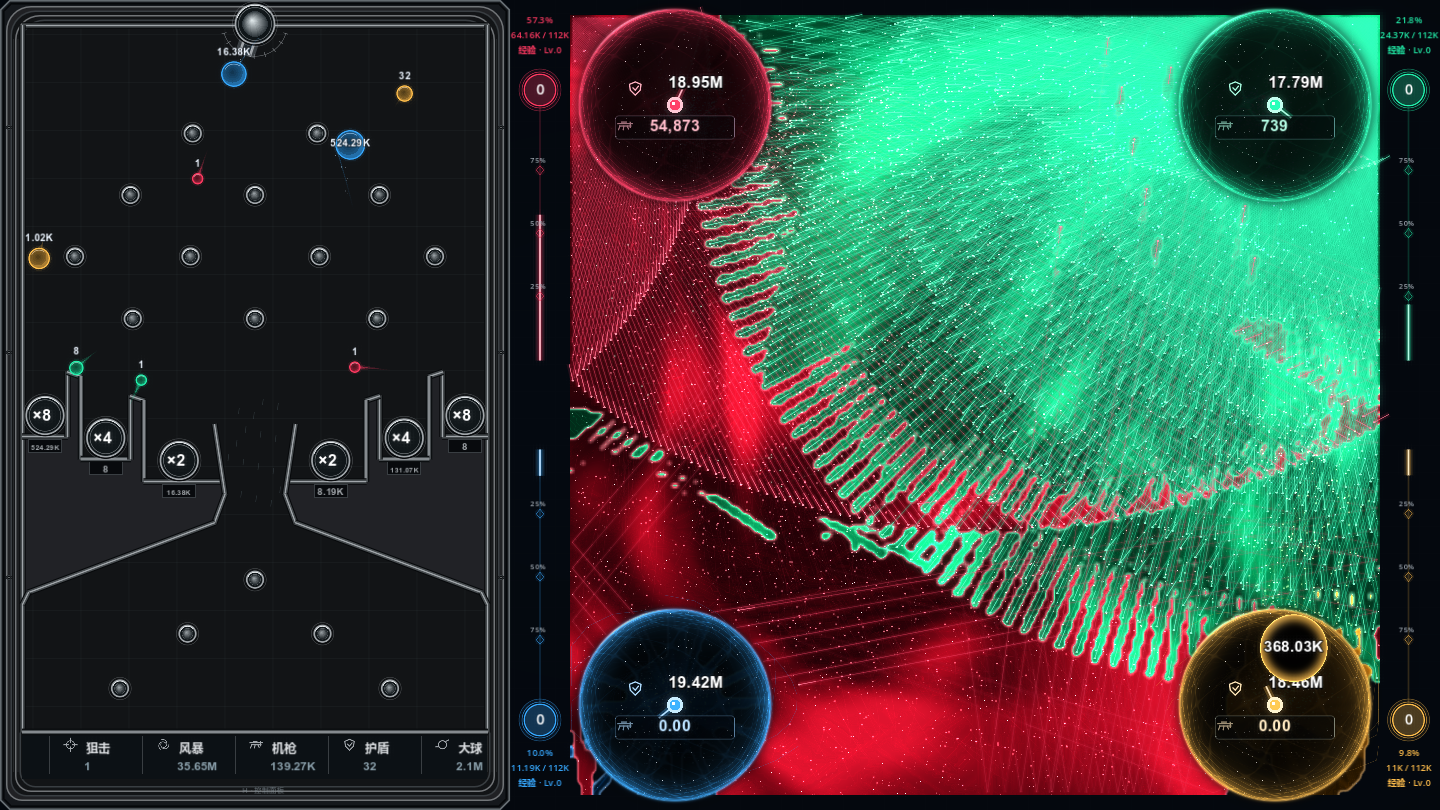 16.38K
32
524.29K
1
1.02K
8
1
1
×8
524.29K
×4
8
×2
16.38K
×2
8.19K
×4
131.07K
×8
8
狙击
1
风暴
35.65M
机枪
139.27K
护盾
32
大球
2.1M
57.3%
64.16K / 112K
经验 · Lv.0
0
75%
50%
25%
18.95M
54,873
17.79M
739
21.8%
24.37K / 112K
经验 · Lv.0
0
75%
50%
25%
25%
50%
75%
0
10.0%
11.19K / 112K
经验 · Lv.0
19.42M
0.00
368.03K
18.46M
0.00
25%
50%
75%
0
9.8%
11K / 112K
经验 · Lv.0